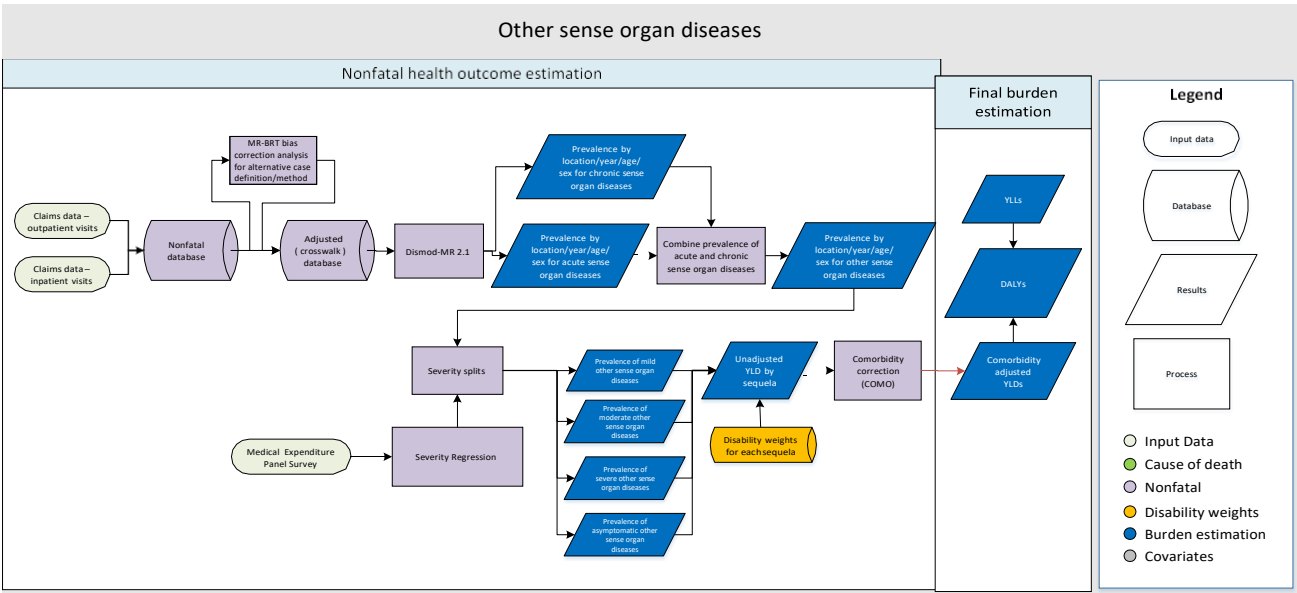 Other sense organ diseases
Nonfatal health outcome estimation
Final burden
estimation
MR-BRT bias
correction analysis
for alternative case
definition/method
Claims data –
outpatient visits
Claims data –
inpatient visits
Nonfatal
database
Adjusted
( crosswalk )
database
Dismod-MR 2.1
Prevalence by
location/year/age/
sex for chronic sense
organ diseases
Prevalence by
location/year/age/
sex for acute sense
organ diseases
Combine prevalence of
acute and chronic
sense organ diseases
Prevalence by
location/year/age/
sex for other sense
organ diseases
Severity splits
Medical Expenditure
Panel Survey
Severity Regression
Prevalence of mild
other sense organ
diseases
Prevalence of
moderate other
sense organ
diseases
Prevalence of
severe other sense
organ diseases
Prevalence of
asymptomatic other
sense organ
diseases
Unadjusted
YLD by
sequela
Disability weights
for eachsequela
Comorbidity
correction
(COMO)
YLLs
DALYs
Comorbidity
adjusted
YLDs
Legend
Input data
Database
Results
Process
Input Data
Cause of death
Nonfatal
Disability weights
Burden estimation
Covariates